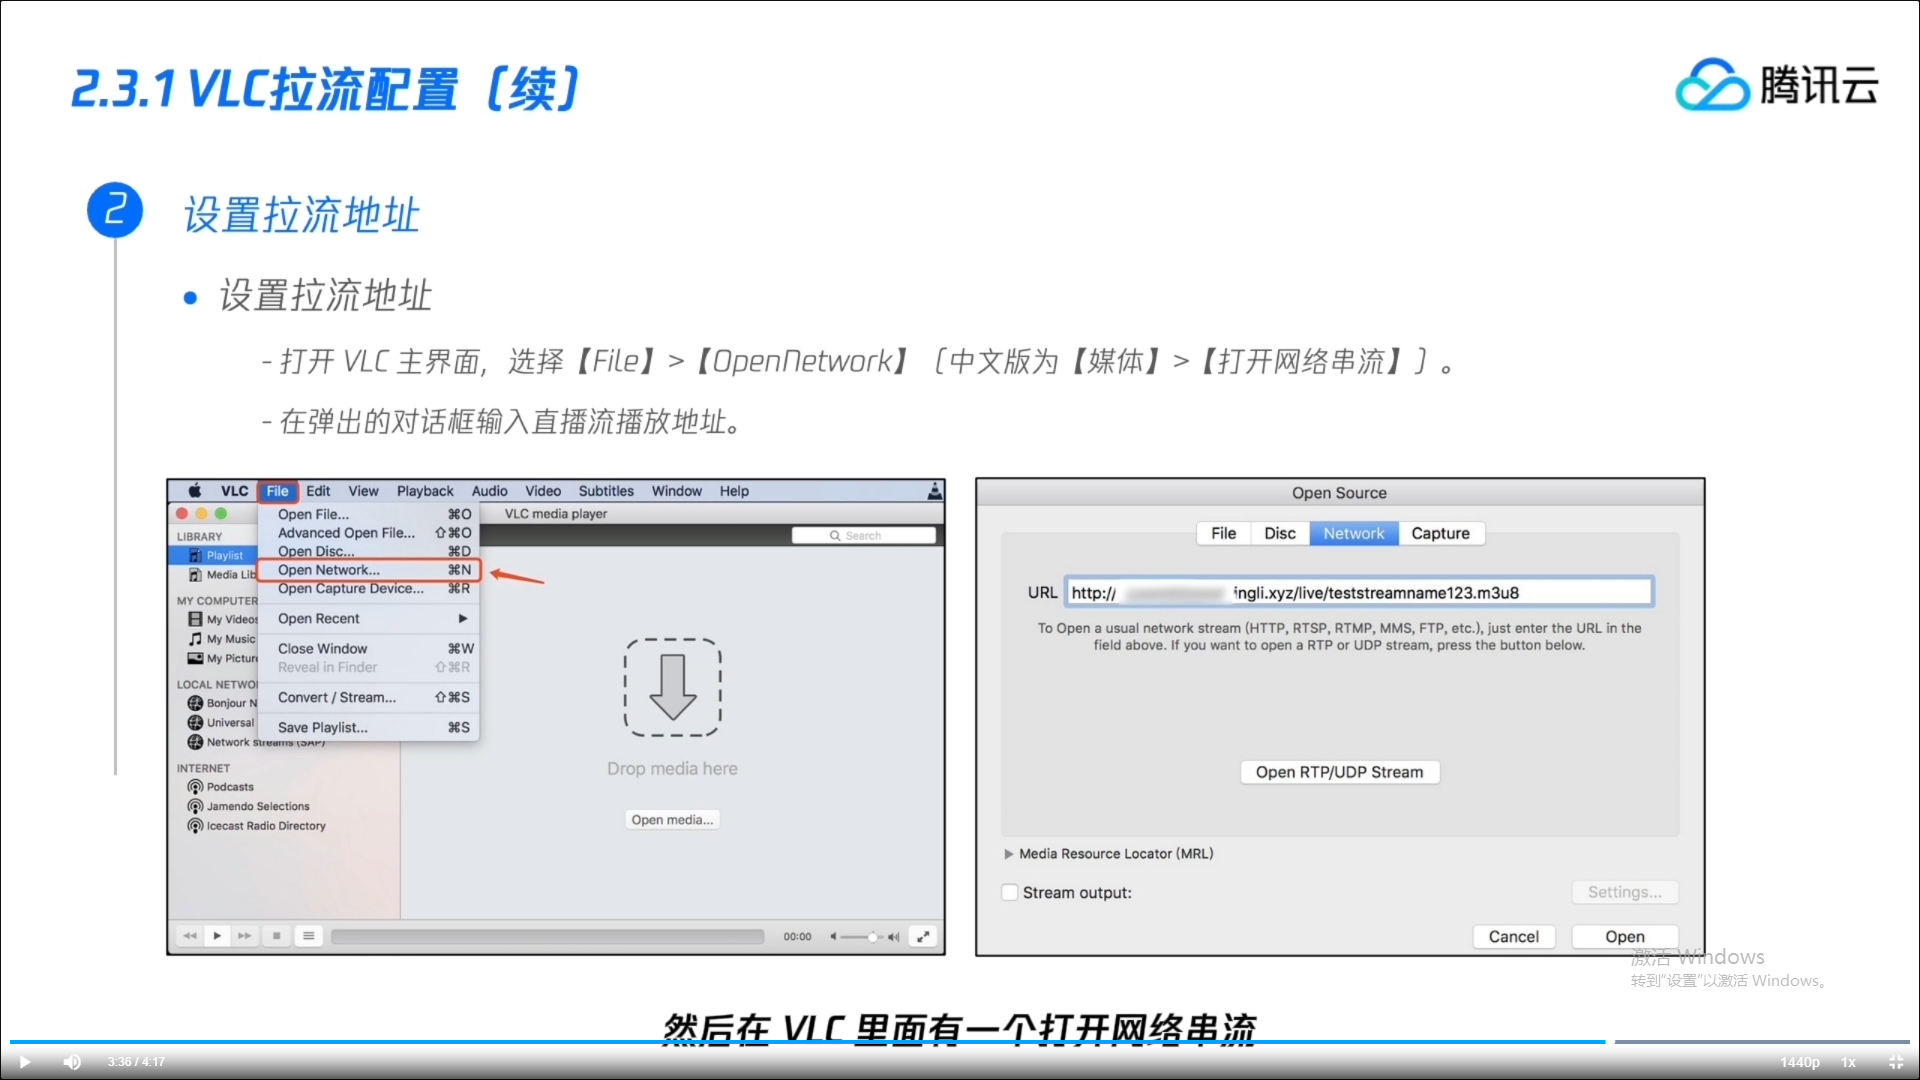 2.3.1 VLC拉流配置（续）
腾讯云
2
设置拉流地址
设置拉流地址
- 打开 VLC 主界面，选择【File】>【OpenNetwork】〔中文版为【媒体】>【打开网络串流】〕。
- 在弹出的对话框输入直播流播放地址。
VLC File Edit View Playback Audio Video Subtitles Window Help
VLC media player
Search
Open File... ⌘O
Advanced Open File... ⇧⌘O
Open Disc... ⌘D
Open Network... ⌘N
Open Capture Device... ⌘R
Open Recent ▶
Close Window ⌘W
Reveal in Finder ⇧⌘R
Convert / Stream... ⇧⌘S
Save Playlist... ⌘S
LIBRARY
Playlist
Media Lib
MY COMPUTER
My Videos
My Music
My Picture
LOCAL NETWO
Bonjour N
Universal
Network streams (SAP)
INTERNET
Podcasts
Jamendo Selections
Icecast Radio Directory
Drop media here
Open media...
00:00
Open Source
File Disc Network Capture
URL http:// ingli.xyz/live/teststreamname123.m3u8
To Open a usual network stream (HTTP, RTSP, RTMP, MMS, FTP, etc.), just enter the URL in the
field above. If you want to open a RTP or UDP stream, press the button below.
Open RTP/UDP Stream
Media Resource Locator (MRL)
Stream output:
Settings...
Cancel Open
激活 Windows
转到"设置"以激活 Windows。
然后在 VLC 里面有一个打开网络串流
3:36 / 4:17
1440p 1x